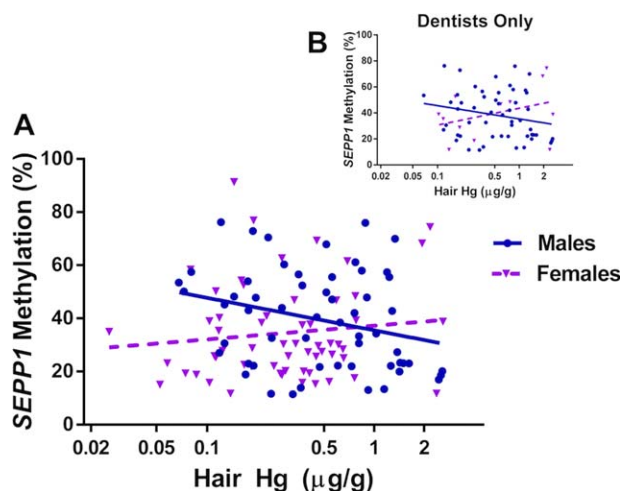 B
Dentists Only
SEPP1 Methylation (%)
100
80
60
40
20
0
0.02 0.05 0.1 0.5 1 2
Hair Hg (μg/g)
A
SEPP1 Methylation (%)
100
80
60
40
20
0
0.02 0.05 0.1 0.5 1 2
Hair Hg (μg/g)
Males
Females